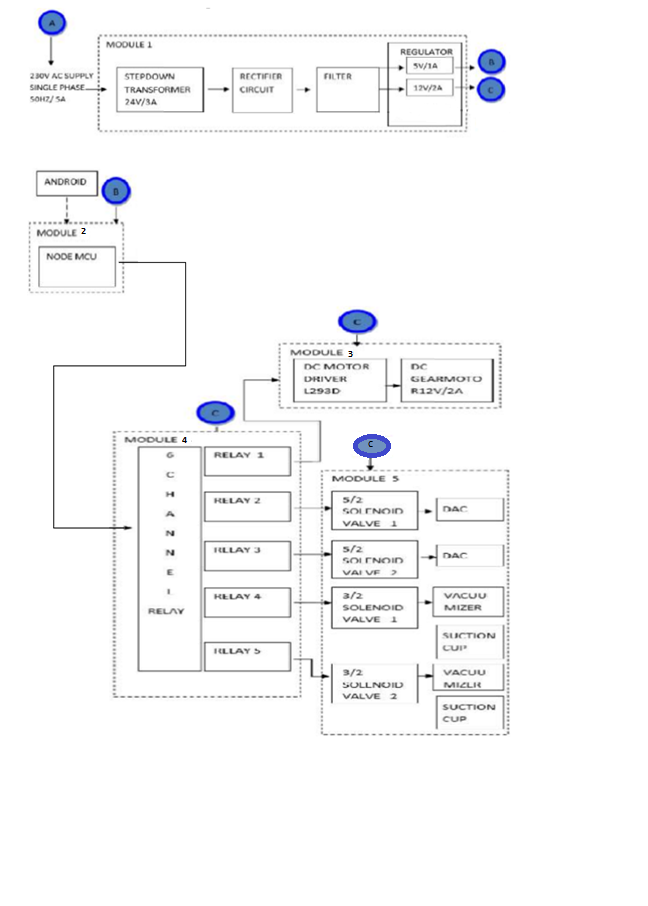 A
MODULE 1
230V AC SUPPLY
SINGLE PHASE
50HZ/ 5A
STEPDOWN
TRANSFORMER
24V/3A
RECTIFIER
CIRCUIT
FILTER
REGULATOR
5V/1A
12V/2A
B
C
ANDROID
B
MODULE 2
NODE MCU
C
MODULE 3
DC MOTOR
DRIVER
L293D
DC
GEARMOTO
R12V/2A
C
MODULE 4
6
C
H
A
N
N
E
L
RELAY
RELAY 1
RELAY 2
RELAY 3
RELAY 4
RELAY 5
C
MODULE 5
5/2
SOLENOID
VALVE 1
DAC
5/2
SOLENOID
VALVE 2
DAC
3/2
SOLENOID
VALVE 1
VACUU
MIZER
SUCTION
CUP
3/2
SOLENOID
VALVE 2
VACUU
MIZER
SUCTION
CUP